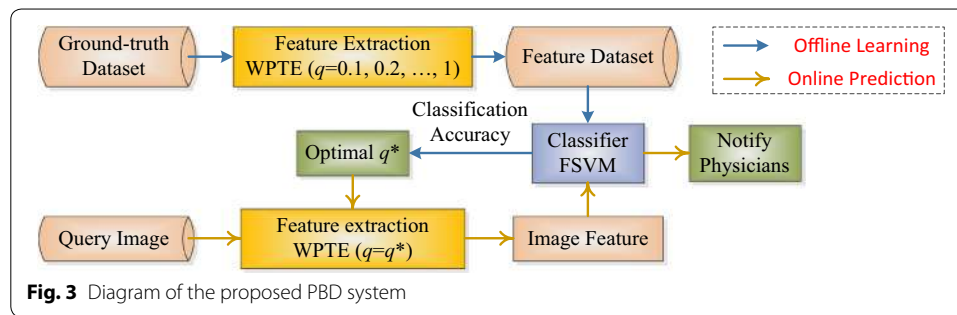 Ground-truth
Dataset
Feature Extraction
WPTE (q=0.1, 0.2, …, 1)
Feature Dataset
Offline Learning
Online Prediction
Classification
Accuracy
Optimal q*
Classifier
FSVM
Notify
Physicians
Query Image
Feature extraction
WPTE (q=q*)
Image Feature
Fig. 3 Diagram of the proposed PBD system